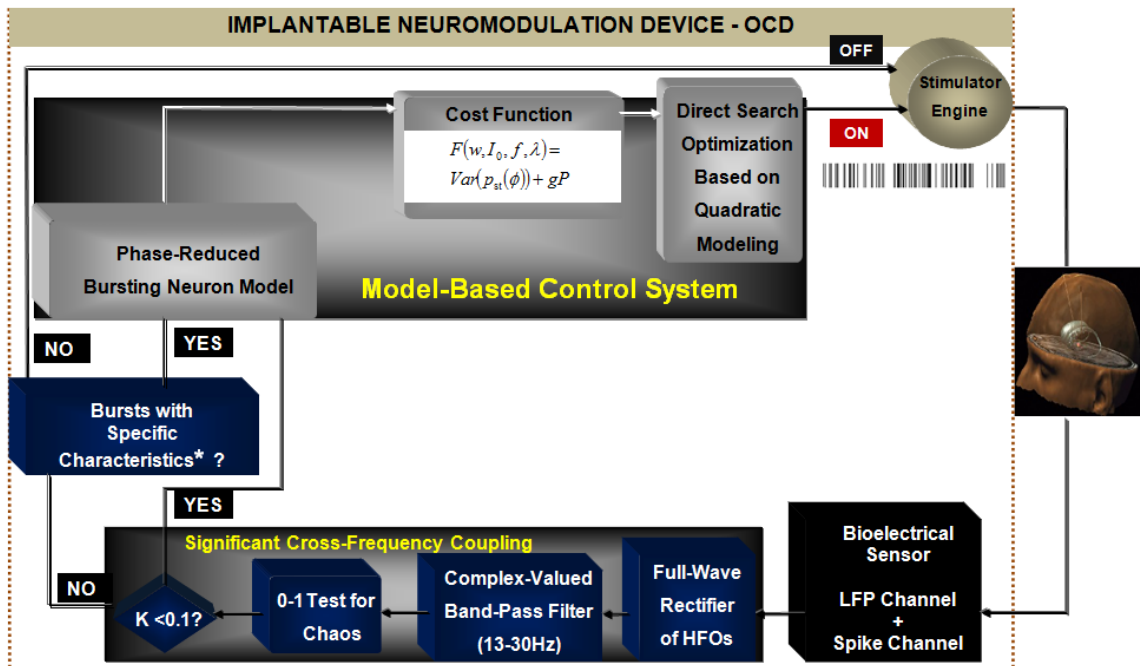 IMPLANTABLE NEUROMODULATION DEVICE - OCD
OFF
Stimulator
Engine
Cost Function
F(w, I₀, f, λ)=
Var(pₛₜ(ϕ))+ gP
Direct Search
Optimization
Based on
Quadratic
Modeling
ON
Phase-Reduced
Bursting Neuron Model
Model-Based Control System
NO
YES
Bursts with
Specific
Characteristics* ?
YES
Significant Cross-Frequency Coupling
NO
K <0.1?
0-1 Test for
Chaos
Complex-Valued
Band-Pass Filter
(13-30Hz)
Full-Wave
Rectifier
of HFOs
Bioelectrical
Sensor
LFP Channel
+
Spike Channel